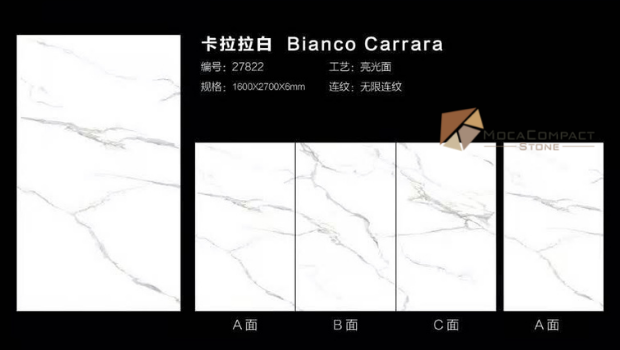 卡拉拉白 Bianco Carrara
编号：27822 工艺：亮光面
规格：1600X2700X6mm 连纹：无限连纹
MOCACOMPACT
STONE
A面 B面 C面 A面